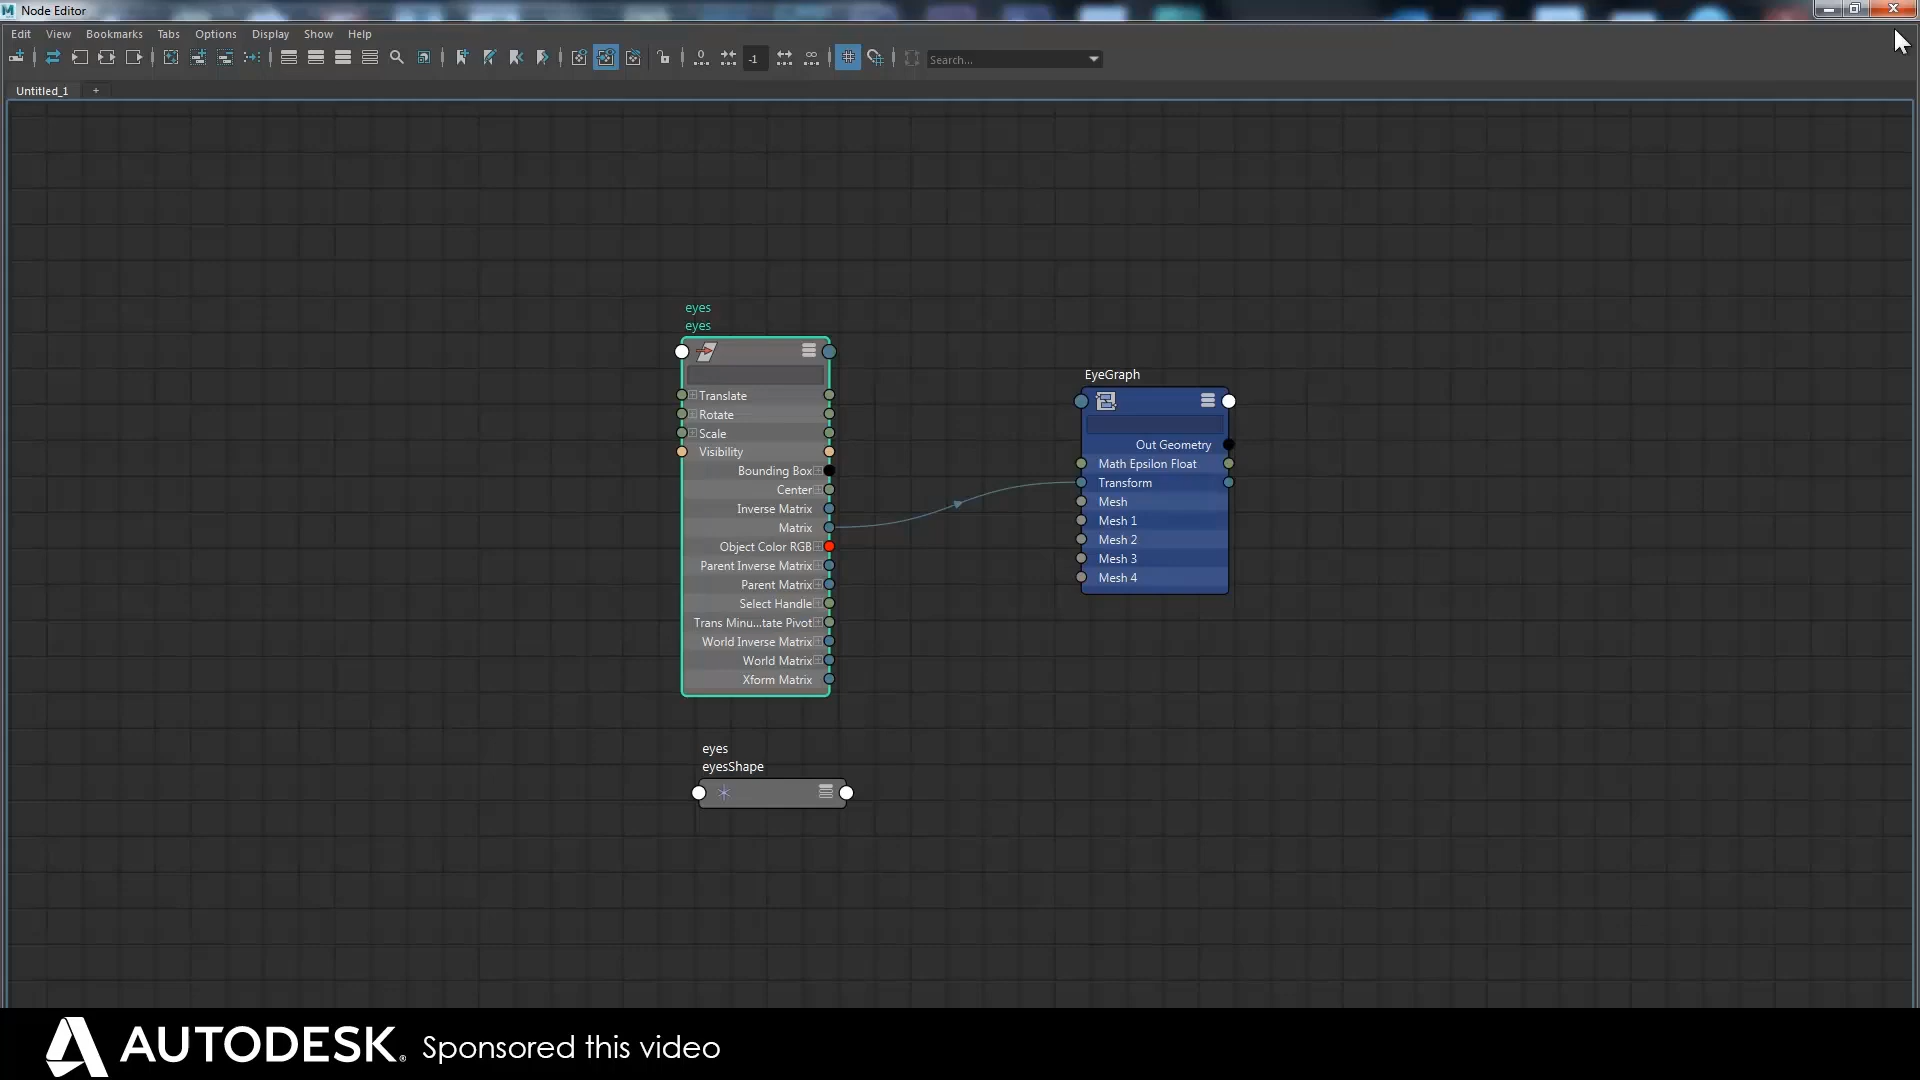 Node Editor
Edit View Bookmarks Tabs Options Display Show Help
0 -1 ∞ Search...
Untitled_1 +
eyes
eyes
Translate
Rotate
Scale
Visibility
Bounding Box
Center
Inverse Matrix
Matrix
Object Color RGB
Parent Inverse Matrix
Parent Matrix
Select Handle
Trans Minu...tate Pivot
World Inverse Matrix
World Matrix
Xform Matrix
EyeGraph
Out Geometry
Math Epsilon Float
Transform
Mesh
Mesh 1
Mesh 2
Mesh 3
Mesh 4
eyes
eyesShape
AUTODESK. Sponsored this video